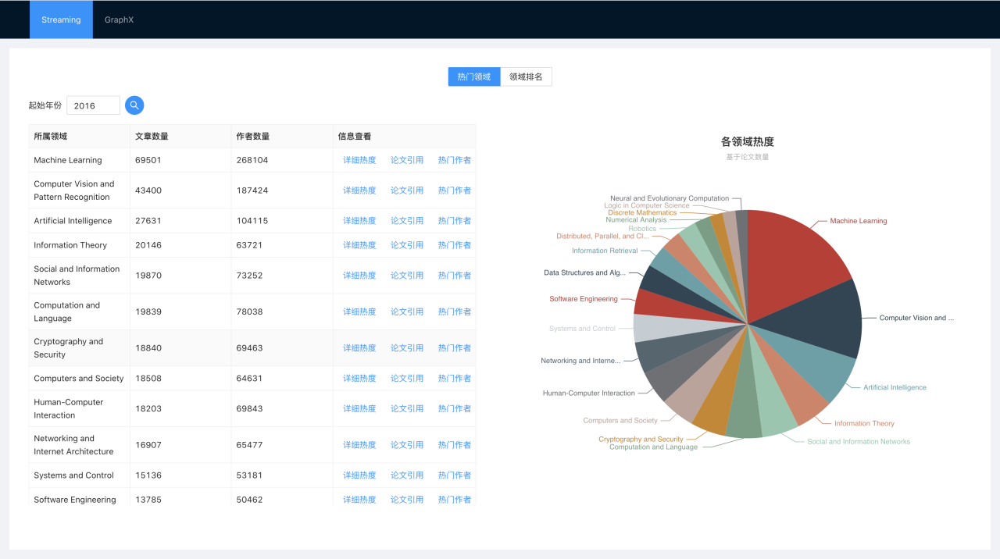 Streaming GraphX
热门领域 领域排名
起始年份 2016
所属领域 文章数量 作者数量 信息查看
Machine Learning 69501 268104 详细热度 论文引用 热门作者
Computer Vision and
Pattern Recognition 43400 187424 详细热度 论文引用 热门作者
Artificial Intelligence 27631 104115 详细热度 论文引用 热门作者
Information Theory 20146 63721 详细热度 论文引用 热门作者
Social and Information
Networks 19870 73252 详细热度 论文引用 热门作者
Computation and
Language 19839 78038 详细热度 论文引用 热门作者
Cryptography and
Security 18840 69463 详细热度 论文引用 热门作者
Computers and Society 18508 64631 详细热度 论文引用 热门作者
Human-Computer
Interaction 18203 69843 详细热度 论文引用 热门作者
Networking and
Internet Architecture 16907 65477 详细热度 论文引用 热门作者
Systems and Control 15136 53181 详细热度 论文引用 热门作者
Software Engineering 13785 50462 详细热度 论文引用 热门作者
各领域热度
基于论文数量
Neural and Evolutionary Computation
Logic in Computer Science
Discrete Mathematics
Numerical Analysis
Robotics
Distributed, Parallel, and Cl...
Information Retrieval
Data Structures and Alg...
Software Engineering
Systems and Control
Networking and Interne...
Human-Computer Interaction
Computers and Society
Cryptography and Security
Computation and Language
Machine Learning
Computer Vision and ...
Artificial Intelligence
Information Theory
Social and Information Networks